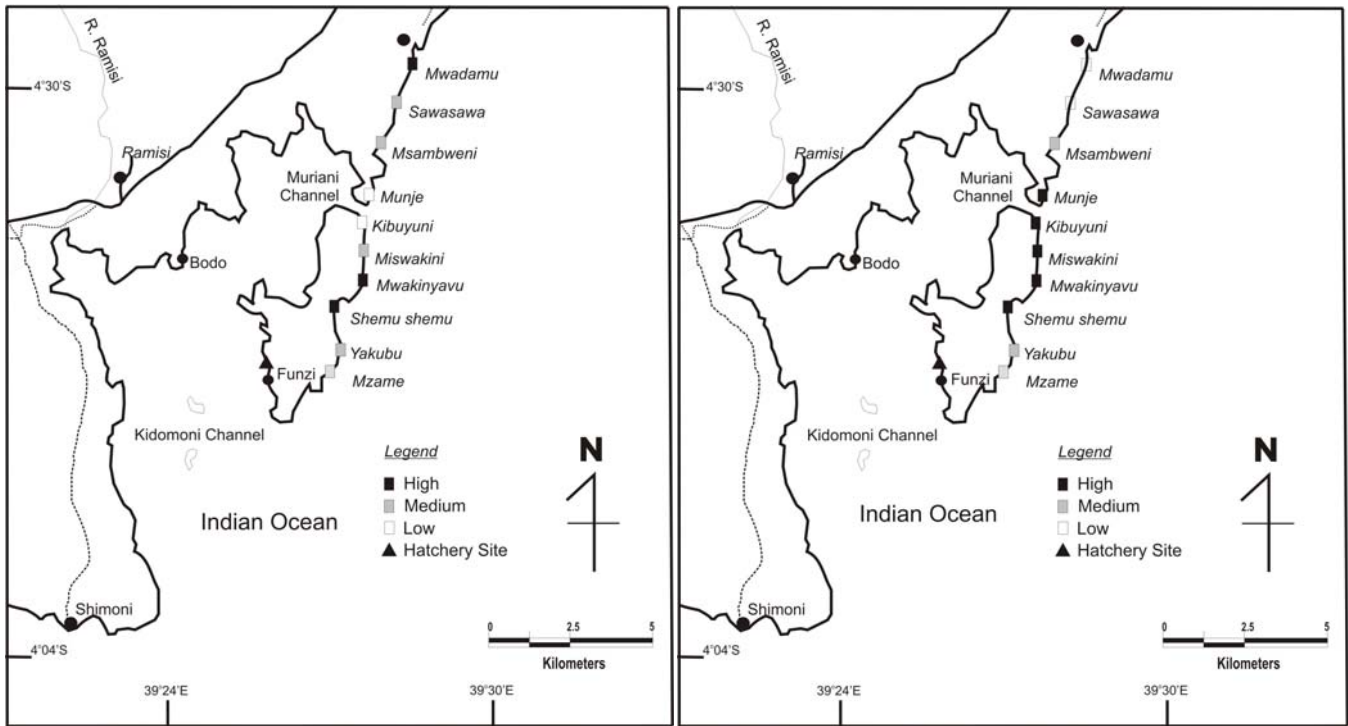 R. Ramisi
4°30'S
Mwadamu
Sawasawa
Ramisi
Msambweni
Muriani
Channel
Munje
Kibuyuni
Bodo
Miswakini
Mwakinyavu
Shemu shemu
Yakubu
Funzi
Mzame
Kidomoni Channel
Legend
N
High
Medium
Indian Ocean
Low
Hatchery Site
Shimoni
0 2.5 5
Kilometers
4°04'S
39°24'E
39°30'E
R. Ramisi
Mwadamu
Sawasawa
Ramisi
Msambweni
Muriani
Channel
Munje
Kibuyuni
Bodo
Miswakini
Mwakinyavu
Shemu shemu
Yakubu
Funzi
Mzame
Kidomoni Channel
Legend
N
High
Medium
Indian Ocean
Low
Hatchery Site
Shimoni
0 2.5 5
Kilometers
39°24'E
39°30'E